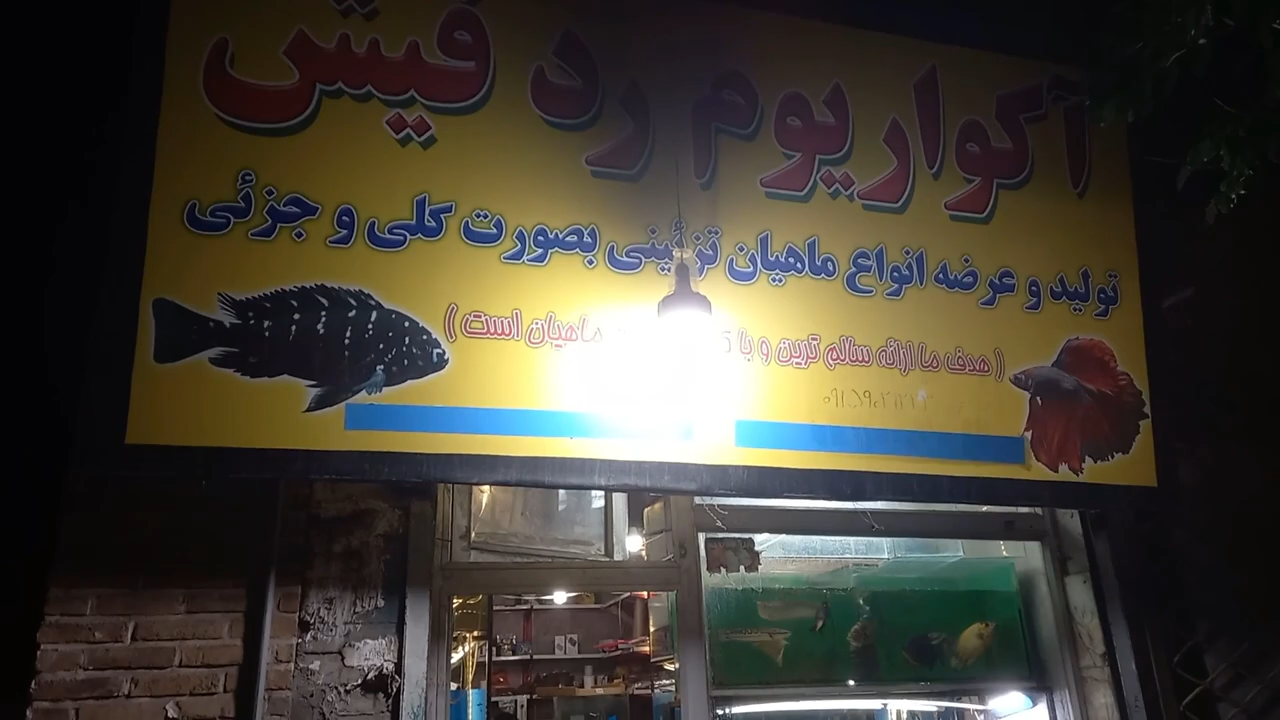 آکواریوم رد فیش
تولید و عرضه انواع ماهیان تزئینی بصورت کلی و جزئی
( هدف ما ارائه سالم ترین و با ماهیان است )